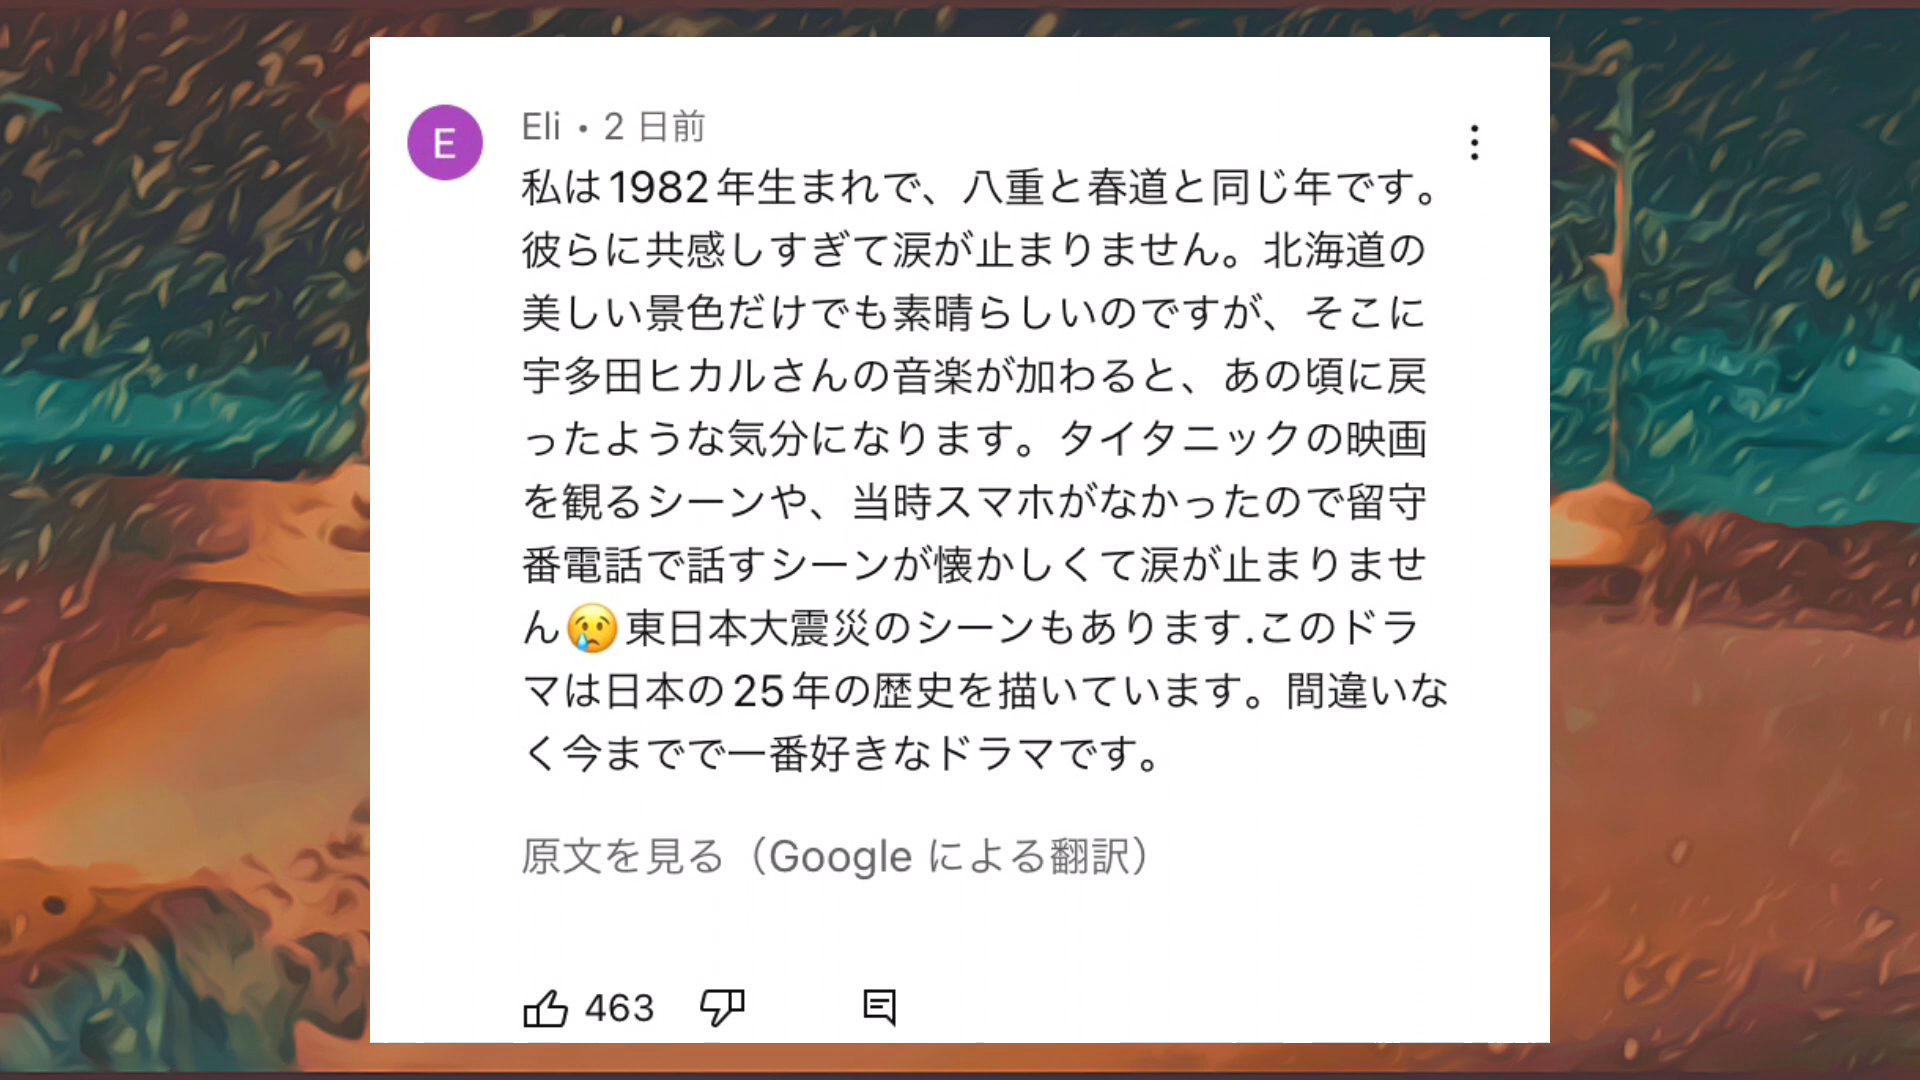 E
Eli • 2 日前
私は1982年生まれで、八重と春道と同じ年です。
彼らに共感しすぎて涙が止まりません。北海道の
美しい景色だけでも素晴らしいのですが、そこに
宇多田ヒカルさんの音楽が加わると、あの頃に戻
ったような気分になります。タイタニックの映画
を観るシーンや、当時スマホがなかったので留守
番電話で話すシーンが懐かしくて涙が止まりませ
ん😢東日本大震災のシーンもあります.このドラ
マは日本の25年の歴史を描いています。間違いな
く今までで一番好きなドラマです。
原文を見る（Google による翻訳）
463